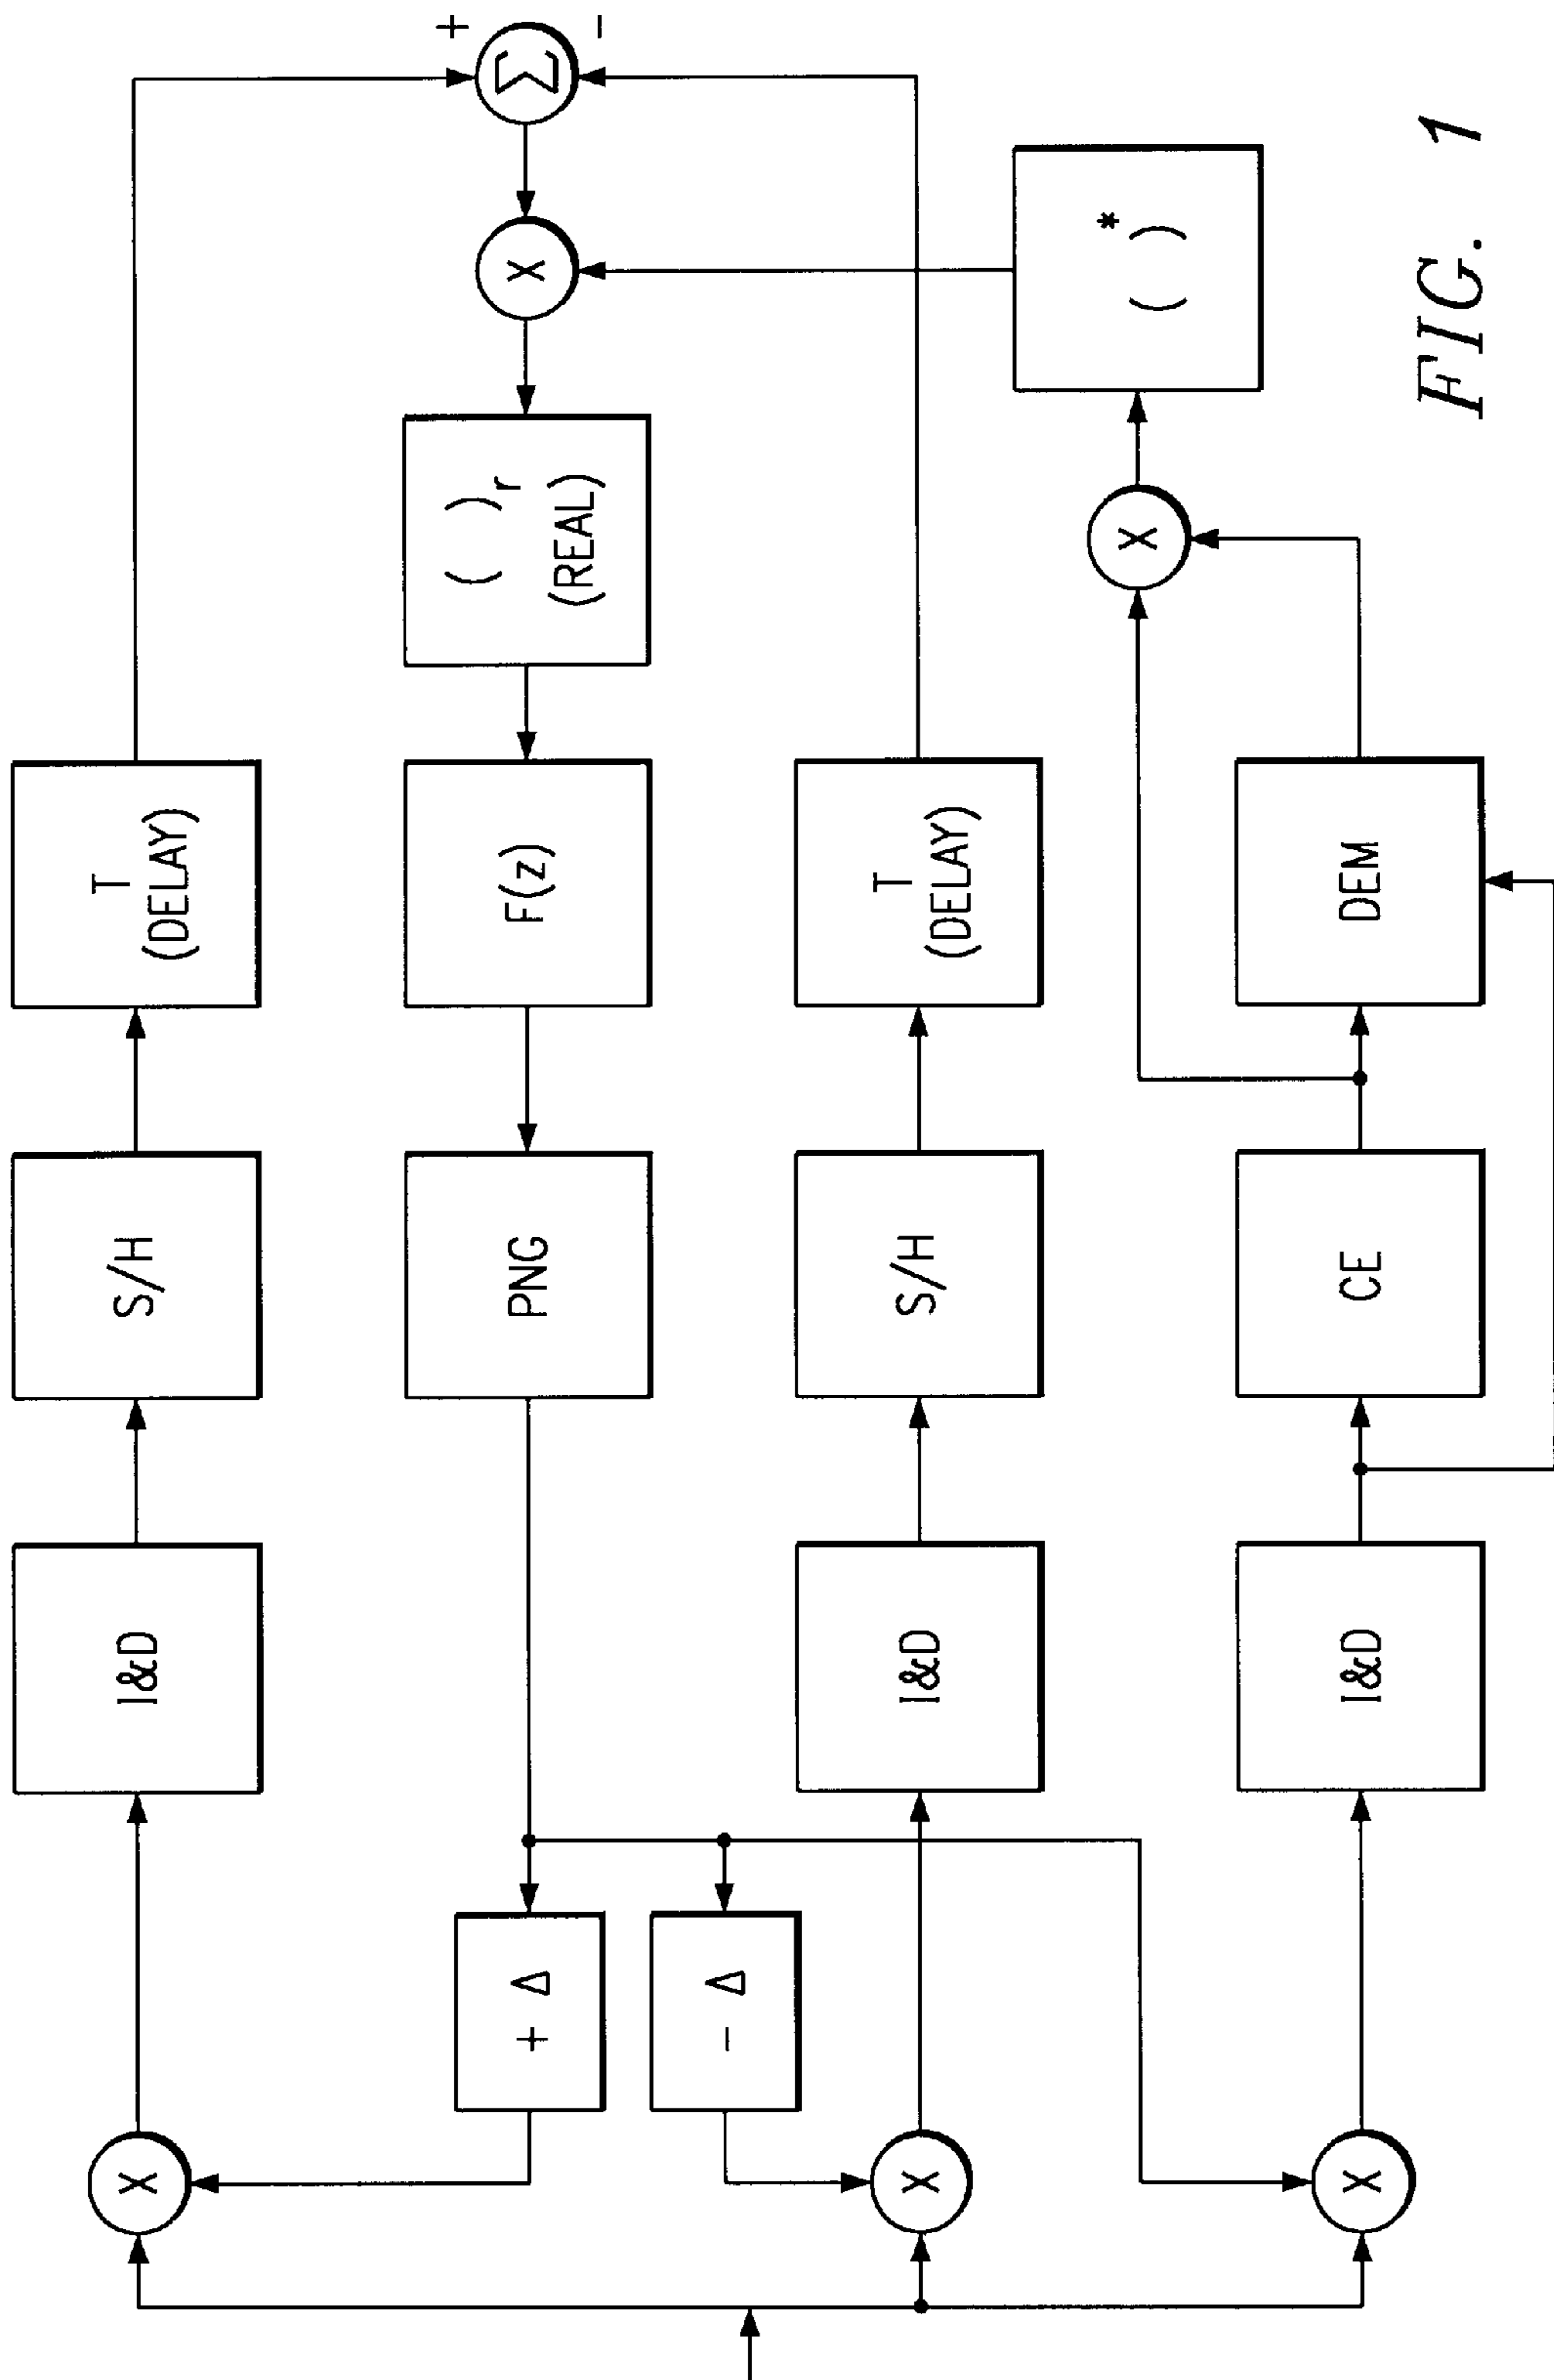 X
I&D
S/H
T
(DELAY)
+
Σ
-
+ Δ
PNG
F(z)
( )r
(REAL)
X
- Δ
X
I&D
S/H
T
(DELAY)
X
( )*
X
I&D
CE
DEM
FIG. 1